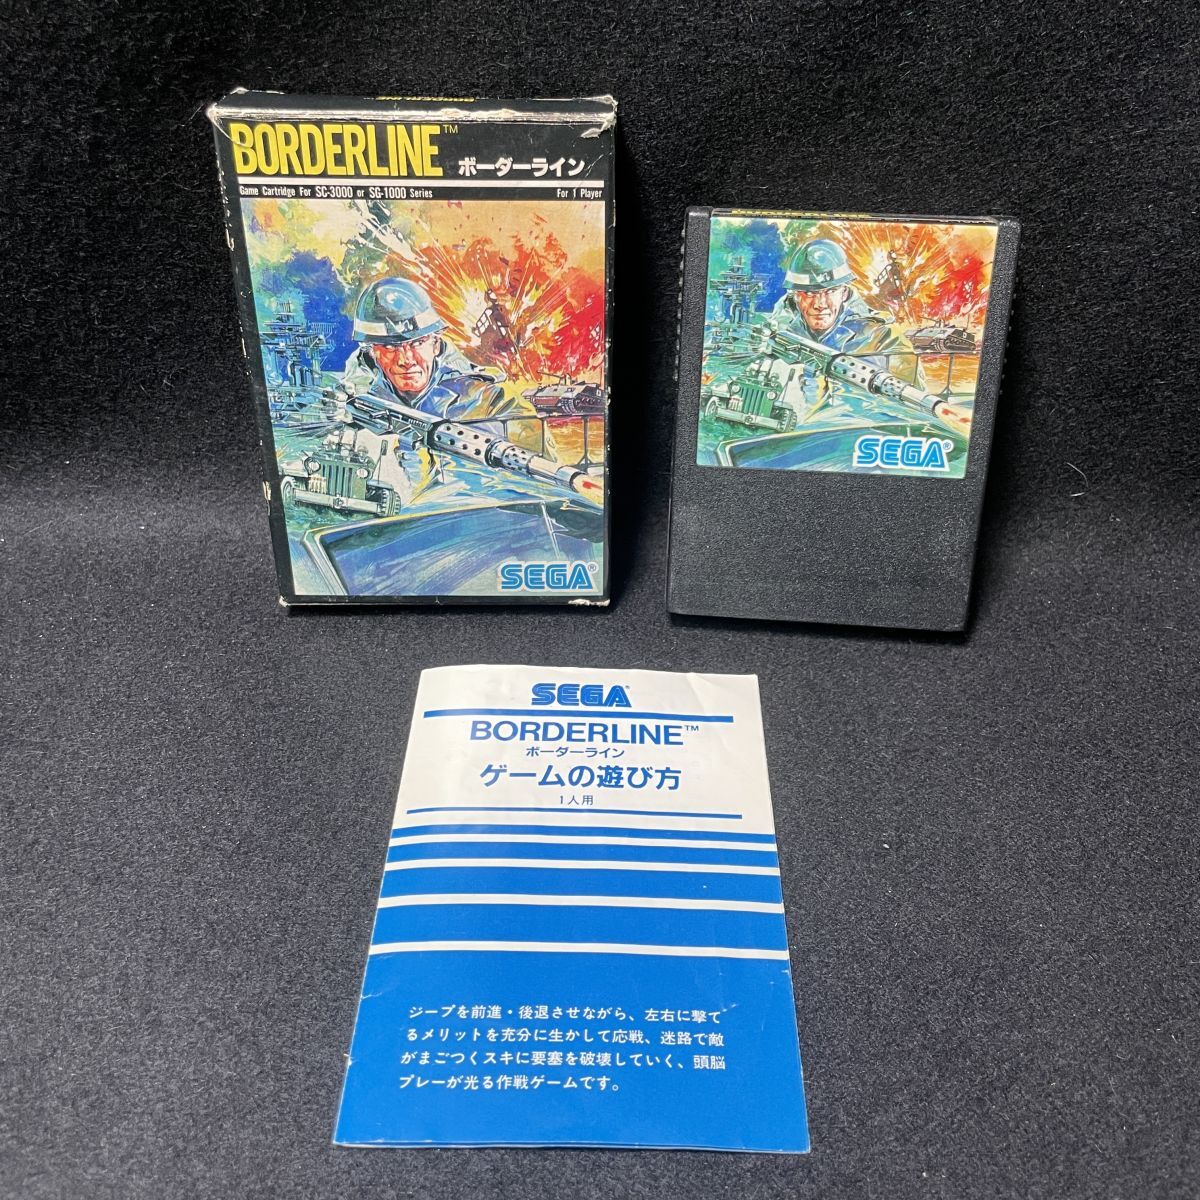 BORDERLINE
BORDERLINE™
ボーダーライン
Game Cartridge For SC-3000 or SG-1000 Series
For 1 Player
SEGA®
SEGA®
SEGA®
BORDERLINE™
ボーダーライン
ゲームの遊び方
1人用
ジープを前進・後退させながら、左右に撃て
るメリットを充分に生かして応戦、迷路で敵
がまごつくスキに要塞を破壊していく、頭脳
プレーが光る作戦ゲームです。